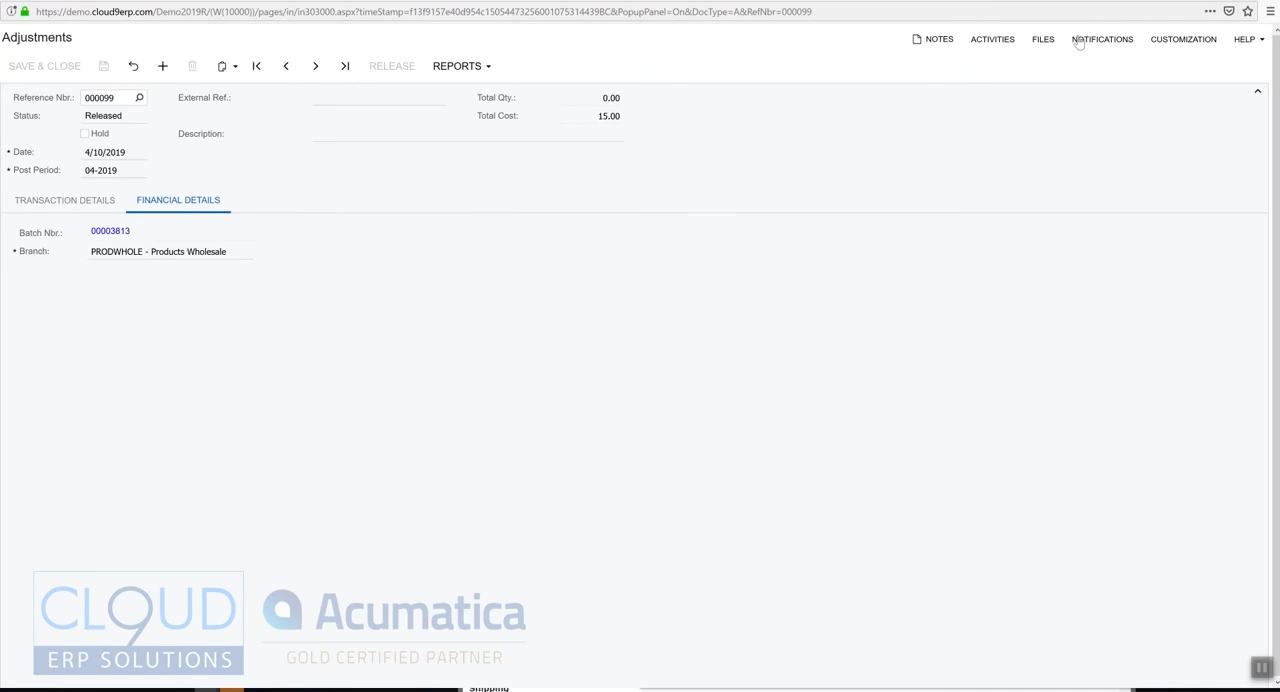 https://demo.cloud9erp.com/Demo2019R/(W(10000))/pages/in/in303000.aspx?timeStamp=f13f9157e40d954c15054473256001075314439BC&PopupPanel=On&DocType=A&RefNbr=000099
Adjustments
NOTES ACTIVITIES FILES NOTIFICATIONS CUSTOMIZATION HELP
SAVE & CLOSE RELEASE REPORTS
Reference Nbr.: 000099 External Ref.: Total Qty.: 0.00
Status: Released Total Cost: 15.00
Hold Description:
• Date: 4/10/2019
• Post Period: 04-2019
TRANSACTION DETAILS FINANCIAL DETAILS
Batch Nbr.: 00003813
• Branch: PRODWHOLE - Products Wholesale
CL9UD
ERP SOLUTIONS
a Acumatica
GOLD CERTIFIED PARTNER
Shipping